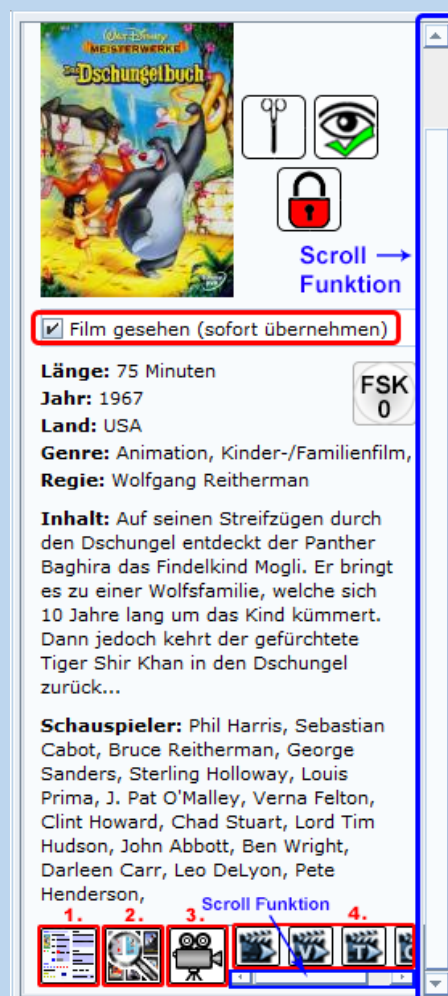 Walt Disney
MEISTERWERKE
Das Dschungelbuch
Scroll
Funktion
Film gesehen (sofort übernehmen)
Länge: 75 Minuten
FSK
0
Jahr: 1967
Land: USA
Genre: Animation, Kinder-/Familienfilm,
Regie: Wolfgang Reitherman
Inhalt: Auf seinen Streifzügen durch
den Dschungel entdeckt der Panther
Baghira das Findelkind Mogli. Er bringt
es zu einer Wolfsfamilie, welche sich
10 Jahre lang um das Kind kümmert.
Dann jedoch kehrt der gefürchtete
Tiger Shir Khan in den Dschungel
zurück...
Schauspieler: Phil Harris, Sebastian
Cabot, Bruce Reitherman, George
Sanders, Sterling Holloway, Louis
Prima, J. Pat O'Malley, Verna Felton,
Clint Howard, Chad Stuart, Lord Tim
Hudson, John Abbott, Ben Wright,
Darleen Carr, Leo DeLyon, Pete
Henderson,
Scroll Funktion
1. 2. 3. 4.